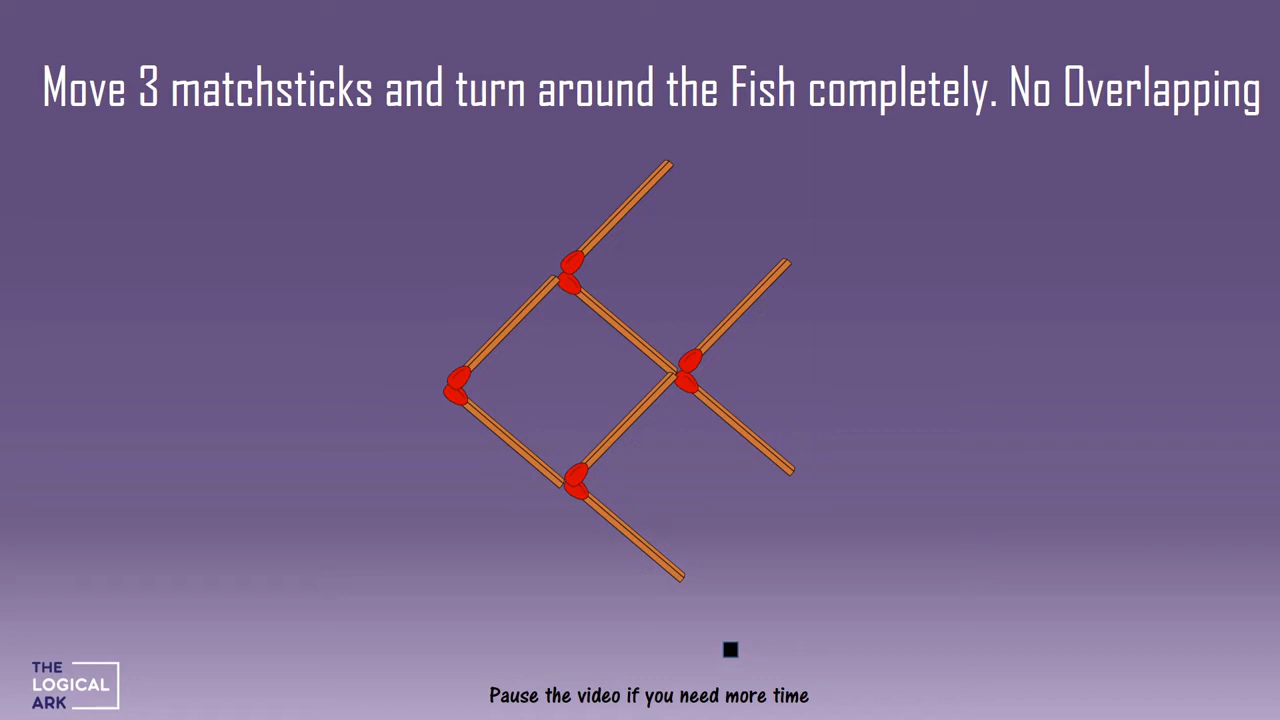 Move 3 matchsticks and turn around the Fish completely. No Overlapping
THE
LOGICAL
ARK
Pause the video if you need more time